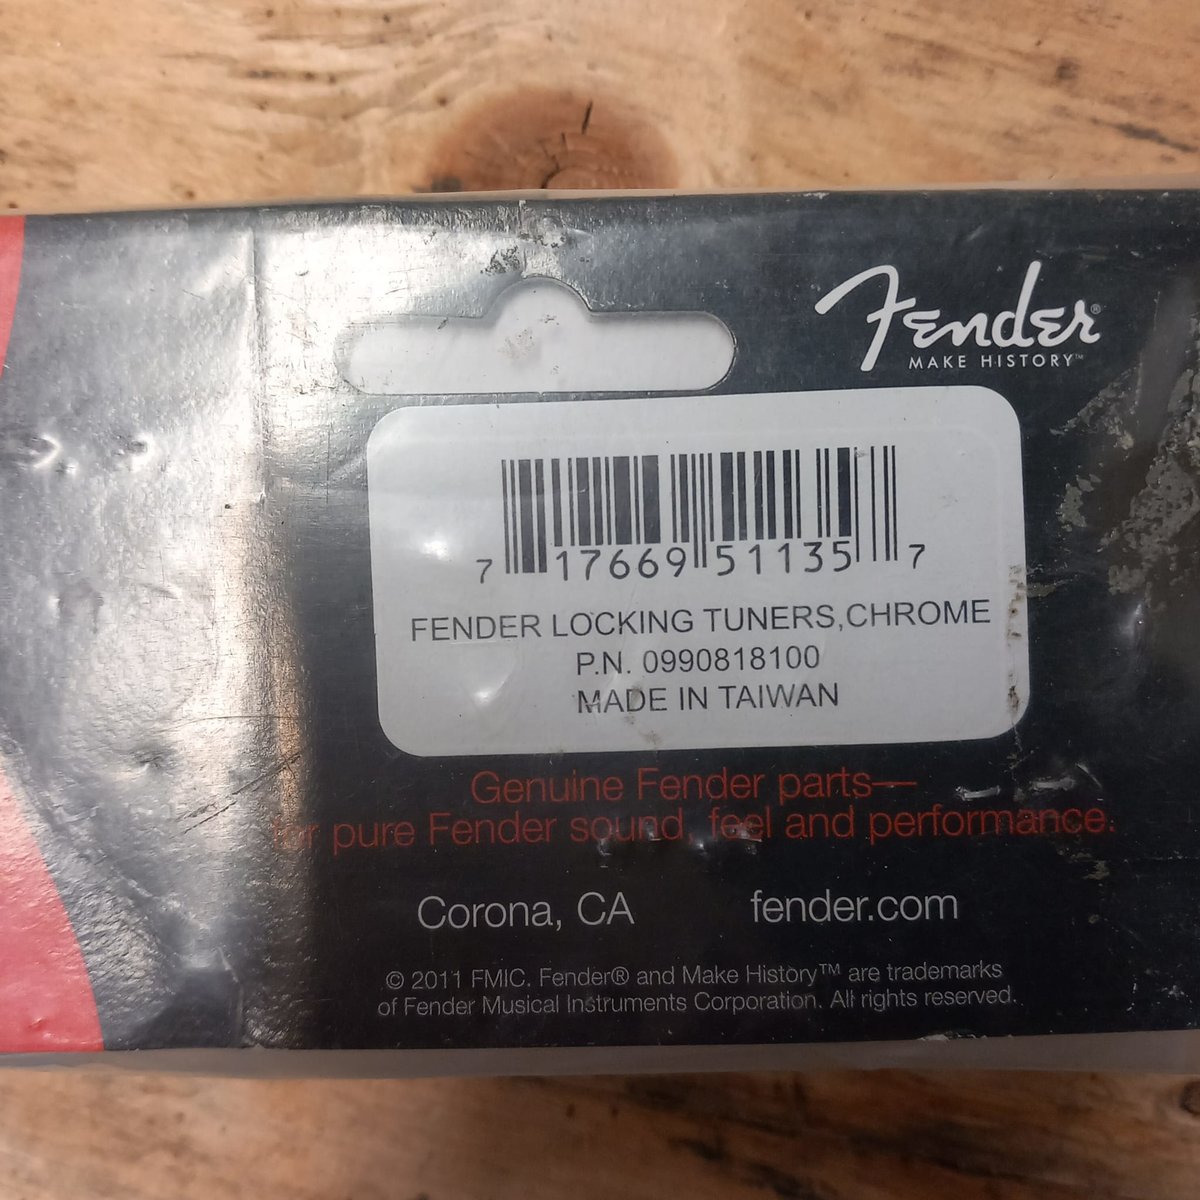 Fender®
MAKE HISTORY™
7 17669 51135 7
FENDER LOCKING TUNERS,CHROME
P.N. 0990818100
MADE IN TAIWAN
Genuine Fender parts—
for pure Fender sound, feel and performance.
Corona, CA fender.com
© 2011 FMIC. Fender® and Make History™ are trademarks
of Fender Musical Instruments Corporation. All rights reserved.